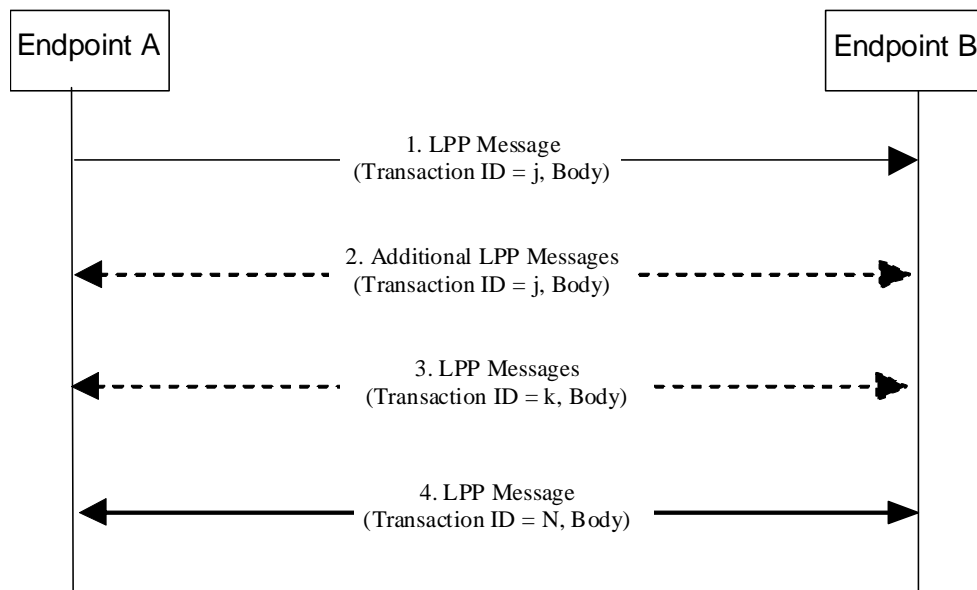 Endpoint A
Endpoint B
1. LPP Message
(Transaction ID = j, Body)
2. Additional LPP Messages
(Transaction ID = j, Body)
3. LPP Messages
(Transaction ID = k, Body)
4. LPP Message
(Transaction ID = N, Body)